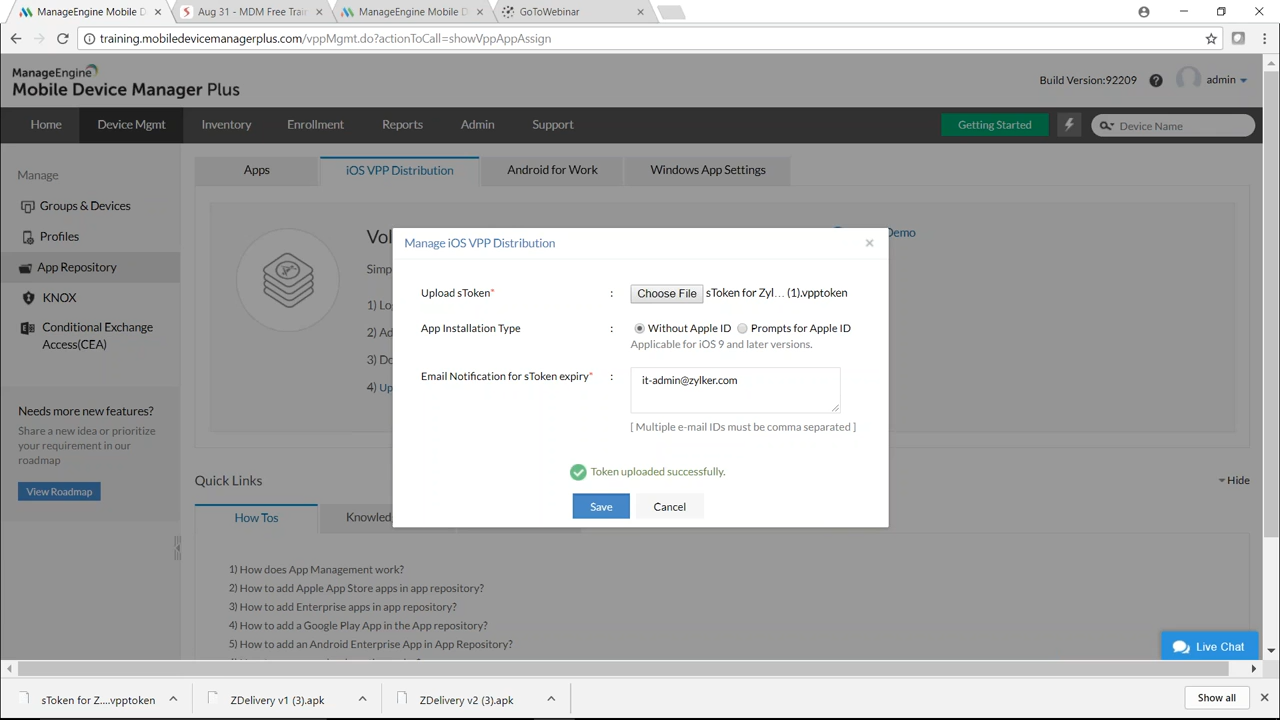 ManageEngine Mobile D
Aug 31 - MDM Free Trai
ManageEngine Mobile D
GoToWebinar
training.mobiledevicemanagerplus.com/vppMgmt.do?actionToCall=showVppAppAssign
ManageEngine
Mobile Device Manager Plus
Build Version:92209
admin
Home
Device Mgmt
Inventory
Enrollment
Reports
Admin
Support
Getting Started
Device Name
Manage
Groups & Devices
Profiles
App Repository
KNOX
Conditional Exchange
Access(CEA)
Needs more new features?
Share a new idea or prioritize
your requirement in our
roadmap
View Roadmap
Apps
iOS VPP Distribution
Android for Work
Windows App Settings
Vol
Demo
Simp
1) Lo
2) Ad
3) Do
4) Up
Manage iOS VPP Distribution
Upload sToken* : Choose File sToken for Zyl… (1).vpptoken
App Installation Type : Without Apple ID Prompts for Apple ID
Applicable for iOS 9 and later versions.
Email Notification for sToken expiry* : it-admin@zylker.com
[ Multiple e-mail IDs must be comma separated ]
Token uploaded successfully.
Save
Cancel
Quick Links
Hide
How Tos
Knowled
1) How does App Management work?
2) How to add Apple App Store apps in app repository?
3) How to add Enterprise apps in app repository?
4) How to add a Google Play App in the App repository?
5) How to add an Android Enterprise App in App Repository?
Live Chat
sToken for Z....vpptoken
ZDelivery v1 (3).apk
ZDelivery v2 (3).apk
Show all